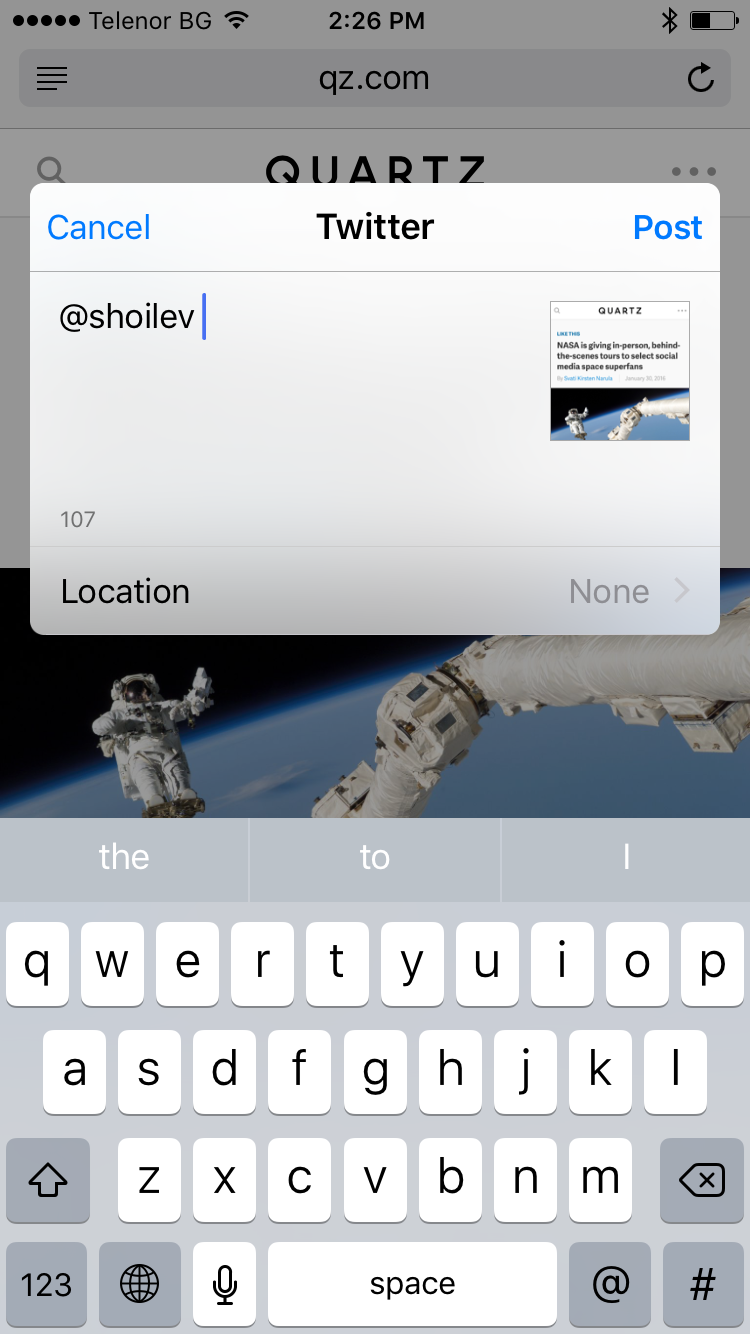 Telenor BG 2:26 PM
qz.com
QUARTZ
Cancel Twitter Post
@shoilev
QUARTZ
LIKE THIS
NASA is giving in-person, behind-
the-scenes tours to select social
media space superfans
By Svati Kirsten Narula January 30, 2016
107
Location None
the to I
q w e r t y u i o p
a s d f g h j k l
z x c v b n m
123 space @ #